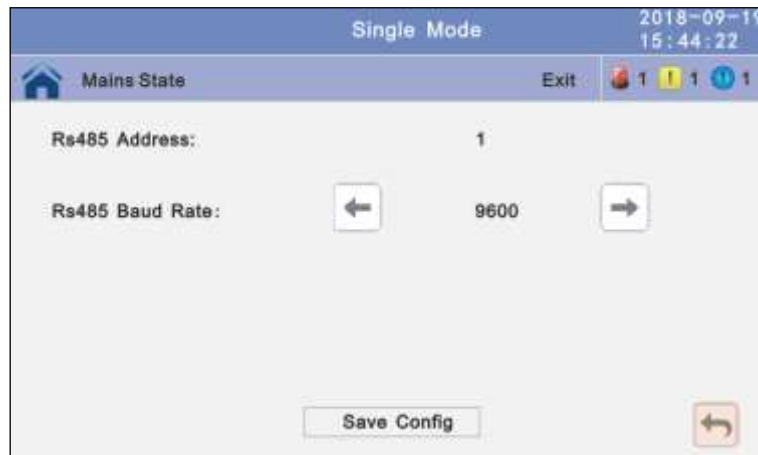 Single Mode
2018-09-19
15:44:22
Mains State
Exit
1
1
1
Rs485 Address:
1
Rs485 Baud Rate:
9600
Save Config